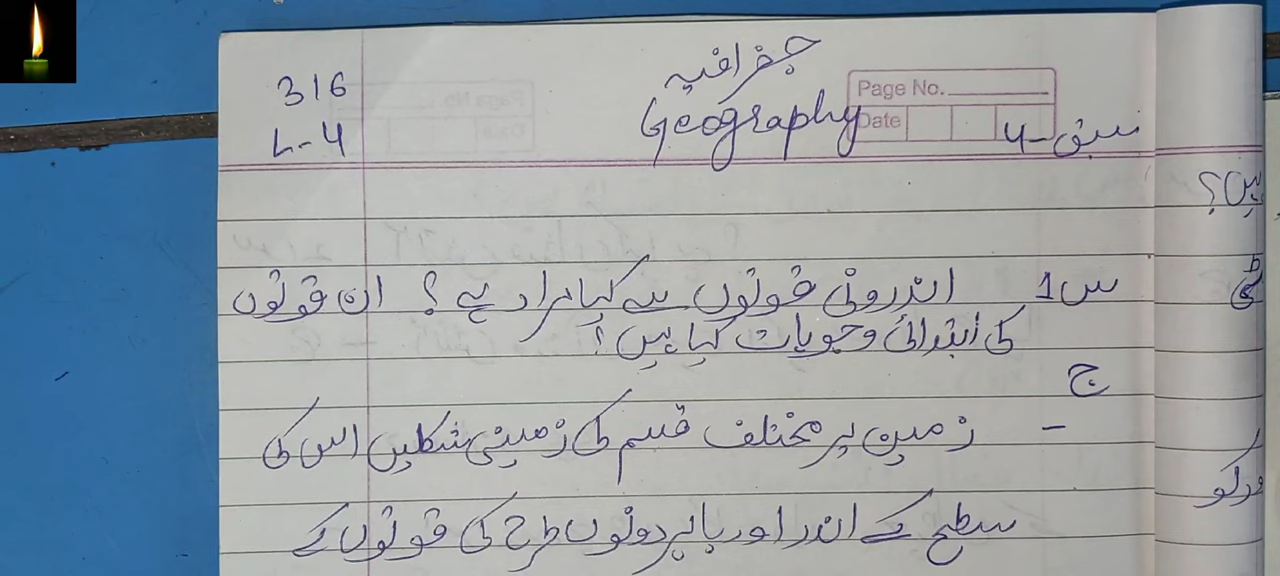 جغرافیہ
316
Geography
Page No.
Date
L-4
سبق-4
ہیں؟
س1 اندرونی قوتوں سے کیا مراد ہے؟ ان قوتوں
کی ابتدائی وجوہات کیا ہیں؟
ج
- زمین پر مختلف قسم کی زمینی شکلیں اس کی
سطح کے اندر اور باہر دونوں طرح کی قوتوں کے